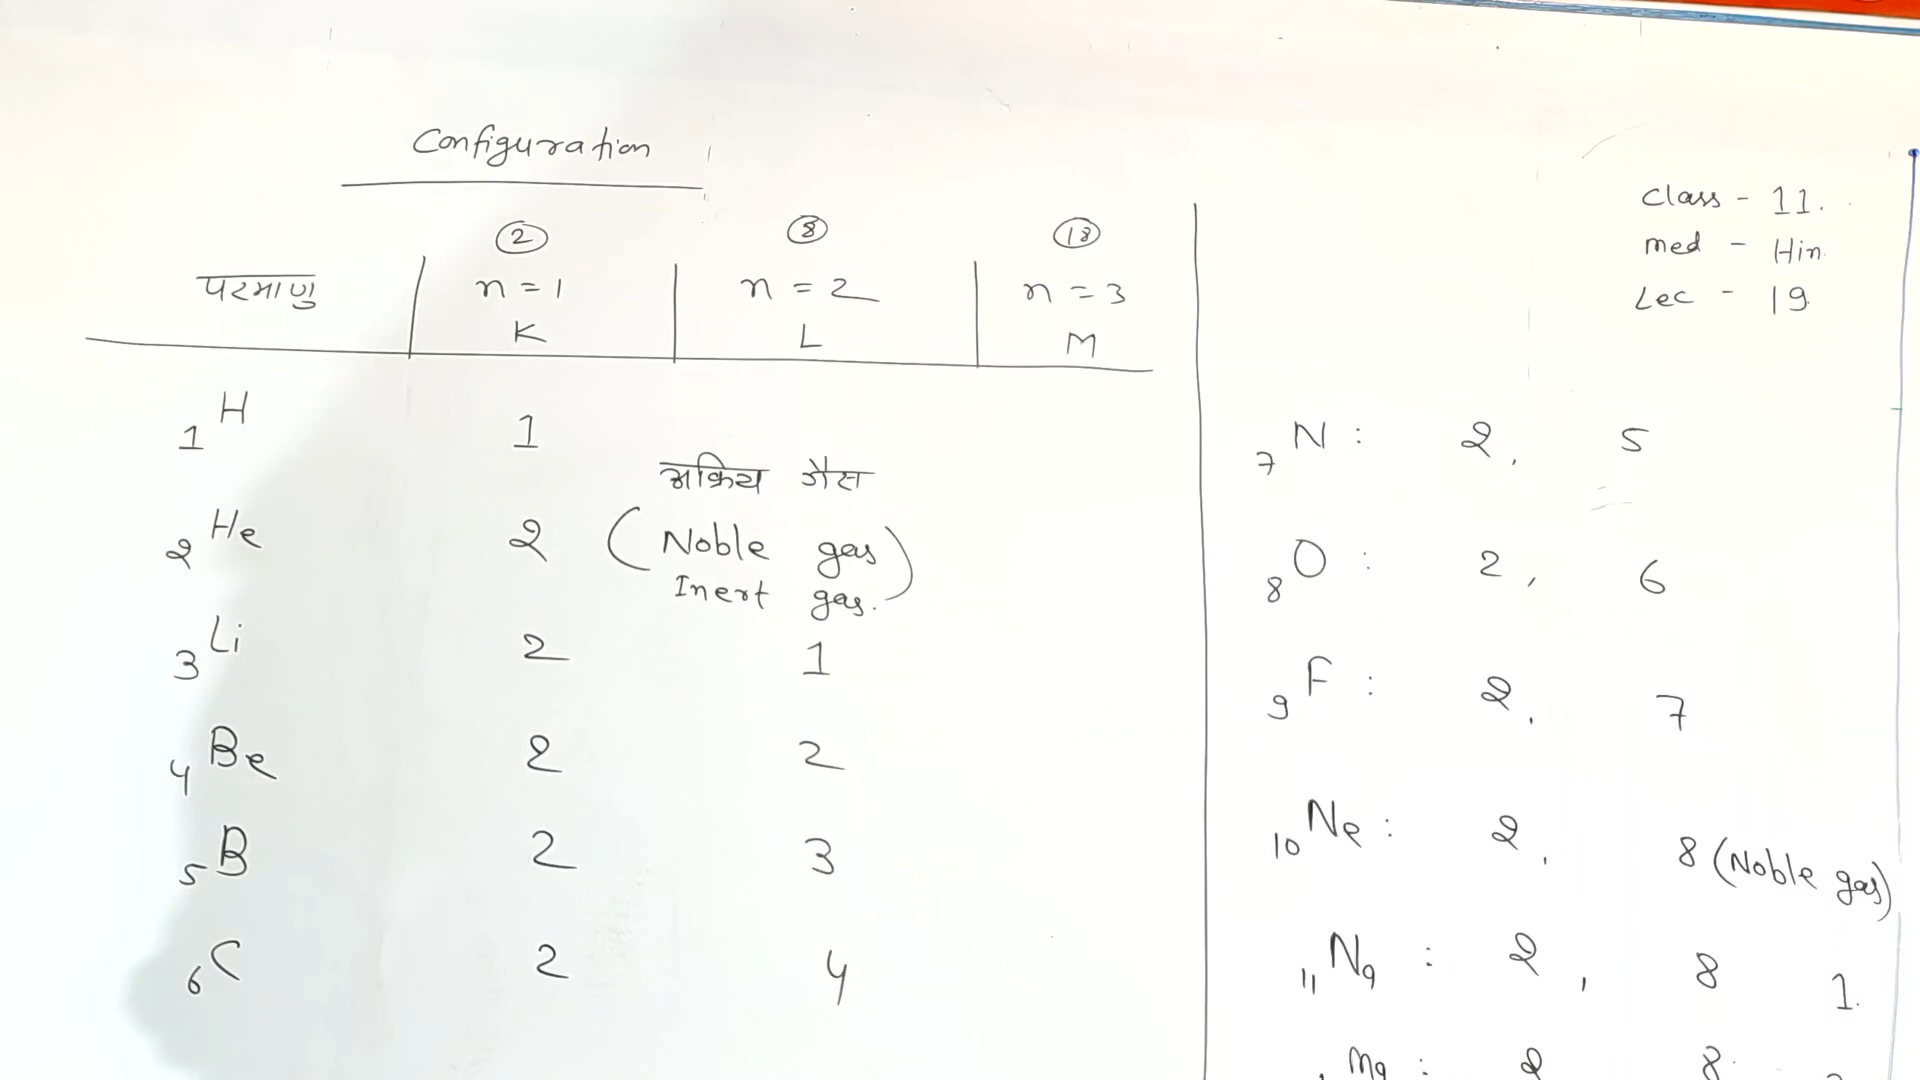 Configuration
② ⑧ ⑱
परमाणु n = 1 n = 2 n = 3
K L M
1H 1
अक्रिय गैस
2He 2 (Noble gas)
Inert gas.
3Li 2 1
4Be 2 2
5B 2 3
6C 2 4
Class - 11.
med - Hin.
Lec - 19
7N : 2, 5
8O : 2, 6
9F : 2, 7
10Ne : 2, 8 (Noble gas)
11Na : 2, 8 1.
Mg : 2 8